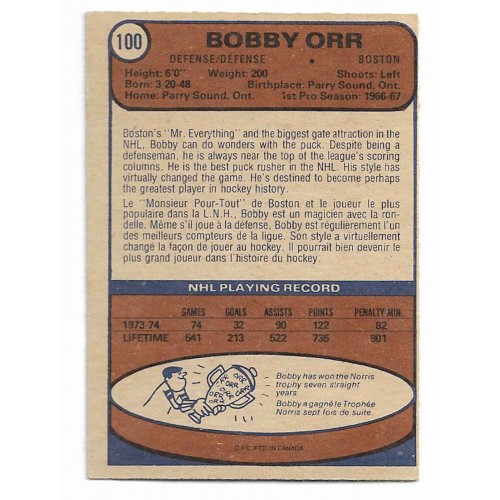 100
BOBBY ORR
DEFENSE/DEFENSE • BOSTON
Height: 6'0" Weight: 200 Shoots: Left
Born: 3-20-48 Birthplace: Parry Sound, Ont.
Home: Parry Sound, Ont. 1st Pro Season: 1966-67
Boston's "Mr. Everything" and the biggest gate attraction in the
NHL, Bobby can do wonders with the puck. Despite being a
defenseman, he is always near the top of the league's scoring
columns. He is the best puck rusher in the NHL. His style has
virtually changed the game. He's destined to become perhaps
the greatest player in hockey history.
Le "Monsieur Pour-Tout" de Boston et le joueur le plus
populaire dans la L.N.H., Bobby est un magicien avec la ron-
delle. Même s'il joue à la défense, Bobby est régulièrement l'un
des meilleurs compteurs de la ligue. Son style a virtuellement
changé la façon de jouer au hockey. Il pourrait bien devenir le
plus grand joueur dans l'histoire du hockey.
NHL PLAYING RECORD
GAMES GOALS ASSISTS POINTS PENALTY MIN.
1973-74 74 32 90 122 82
LIFETIME 541 213 522 735 801
ORR
ORR
ORR
Bobby has won the Norris
trophy seven straight
years.
Bobby a gagné le Trophée
Norris sept fois de suite.
O.P.C. PTD. IN CANADA